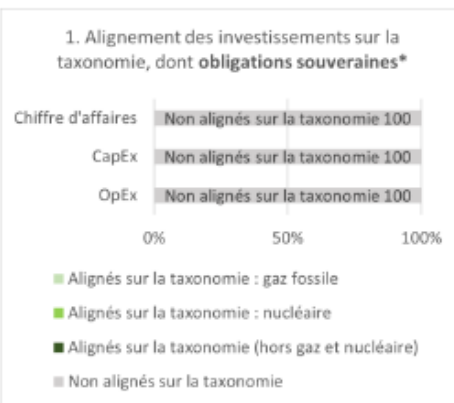 1. Alignement des investissements sur la
taxonomie, dont obligations souveraines*
Chiffre d'affaires Non alignés sur la taxonomie 100
CapEx Non alignés sur la taxonomie 100
OpEx Non alignés sur la taxonomie 100
0% 50% 100%
Alignés sur la taxonomie : gaz fossile
Alignés sur la taxonomie : nucléaire
Alignés sur la taxonomie (hors gaz et nucléaire)
Non alignés sur la taxonomie